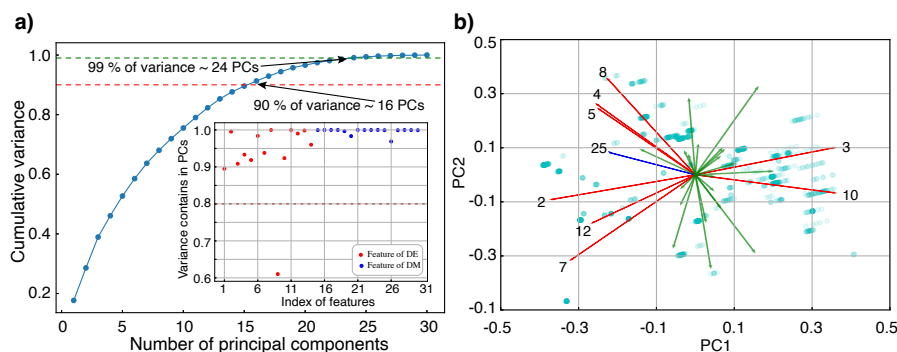 a)
1.0
0.8
0.6
0.4
0.2
Cumulative variance
99 % of variance ~ 24 PCs
90 % of variance ~ 16 PCs
1.0
0.9
0.8
0.7
0.6
Variance contains in PCs
Feature of DE
Feature of DM
1 6 11 16 21 26 31
Index of features
0 5 10 15 20 25 30
Number of principal components
b)
0.5
0.3
0.1
-0.1
-0.3
-0.1
PC2
8
4
5
25
3
2
10
12
7
-0.5 -0.3 -0.1 0.1 0.3 0.5
PC1